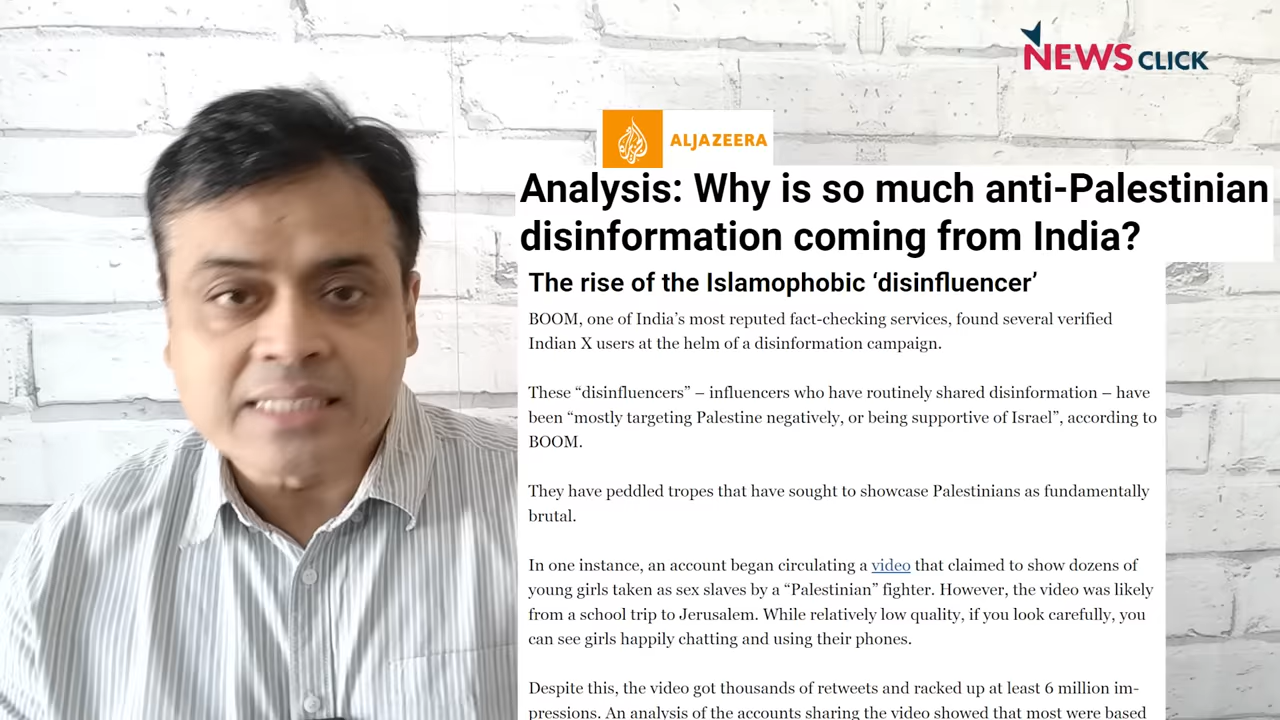 NEWSCLICK
ALJAZEERA
Analysis: Why is so much anti-Palestinian
disinformation coming from India?
The rise of the Islamophobic ‘disinfluencer’
BOOM, one of India’s most reputed fact-checking services, found several verified
Indian X users at the helm of a disinformation campaign.
These “disinfluencers” – influencers who have routinely shared disinformation – have
been “mostly targeting Palestine negatively, or being supportive of Israel”, according to
BOOM.
They have peddled tropes that have sought to showcase Palestinians as fundamentally
brutal.
In one instance, an account began circulating a video that claimed to show dozens of
young girls taken as sex slaves by a “Palestinian” fighter. However, the video was likely
from a school trip to Jerusalem. While relatively low quality, if you look carefully, you
can see girls happily chatting and using their phones.
Despite this, the video got thousands of retweets and racked up at least 6 million im-
pressions. An analysis of the accounts sharing the video showed that most were based